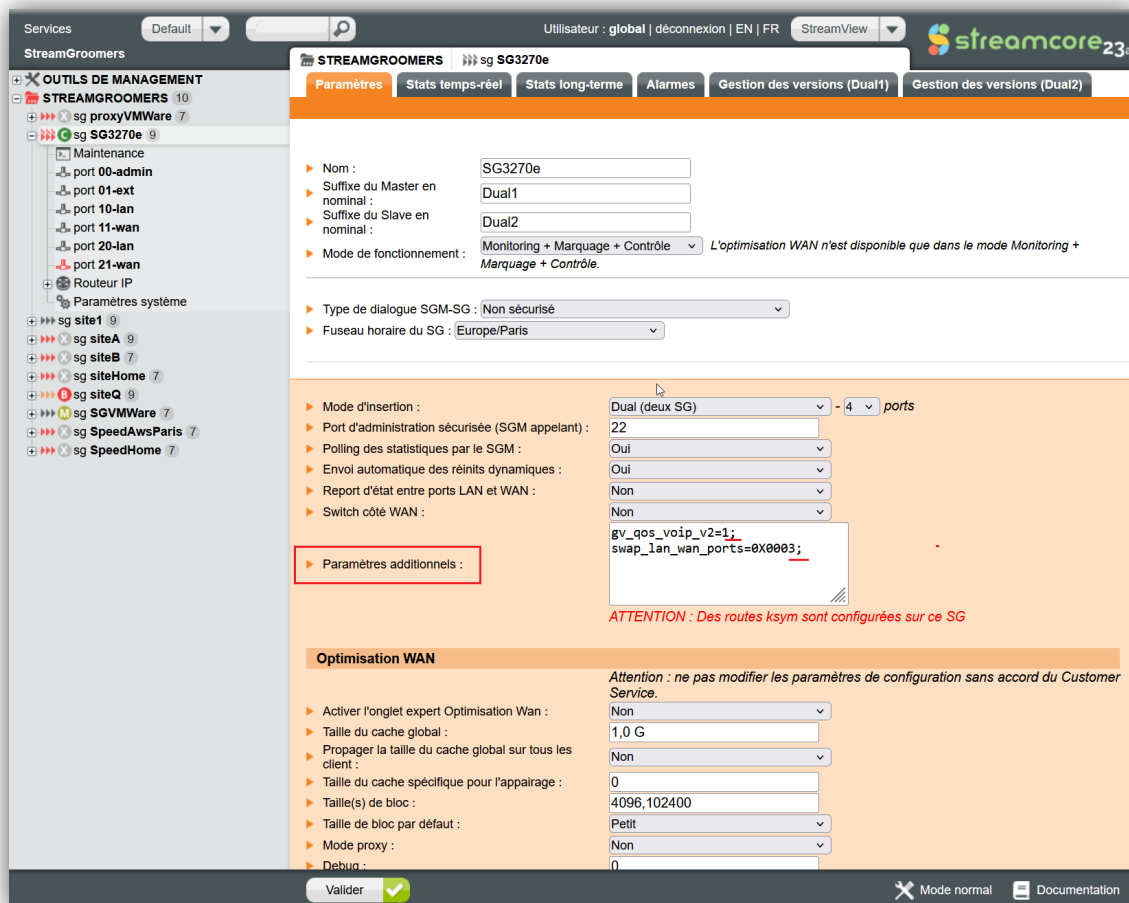 Services
Default
Utilisateur : global | déconnexion | EN | FR
StreamView
streamcore 23a
StreamGroomers
OUTILS DE MANAGEMENT
STREAMGROOMERS 10
sg proxyVMWare 7
C sg SG3270e 9
Maintenance
port 00-admin
port 01-ext
port 10-lan
port 11-wan
port 20-lan
port 21-wan
Routeur IP
Paramètres système
sg site1 9
X sg siteA 9
X sg siteB 7
X sg siteHome 7
B sg siteQ 9
M sg SGVMWare 7
X sg SpeedAwsParis 7
X sg SpeedHome 7
STREAMGROOMERS sg SG3270e
Paramètres Stats temps-réel Stats long-terme Alarmes Gestion des versions (Dual1) Gestion des versions (Dual2)
Nom : SG3270e
Suffixe du Master en
nominal : Dual1
Suffixe du Slave en
nominal : Dual2
Mode de fonctionnement : Monitoring + Marquage + Contrôle L'optimisation WAN n'est disponible que dans le mode Monitoring +
Marquage + Contrôle.
Type de dialogue SGM-SG : Non sécurisé
Fuseau horaire du SG : Europe/Paris
Mode d'insertion : Dual (deux SG) - 4 ports
Port d'administration sécurisée (SGM appelant) : 22
Polling des statistiques par le SGM : Oui
Envoi automatique des réinits dynamiques : Oui
Report d'état entre ports LAN et WAN : Non
Switch côté WAN : Non
Paramètres additionnels :
gv_qos_voip_v2=1;
swap_lan_wan_ports=0X0003;
ATTENTION : Des routes ksym sont configurées sur ce SG
Optimisation WAN
Attention : ne pas modifier les paramètres de configuration sans accord du Customer
Service.
Activer l'onglet expert Optimisation Wan : Non
Taille du cache global : 1,0 G
Propager la taille du cache global sur tous les
client : Non
Taille du cache spécifique pour l'appairage : 0
Taille(s) de bloc : 4096,102400
Taille de bloc par défaut : Petit
Mode proxy : Non
Debug : 0
Valider
Mode normal
Documentation